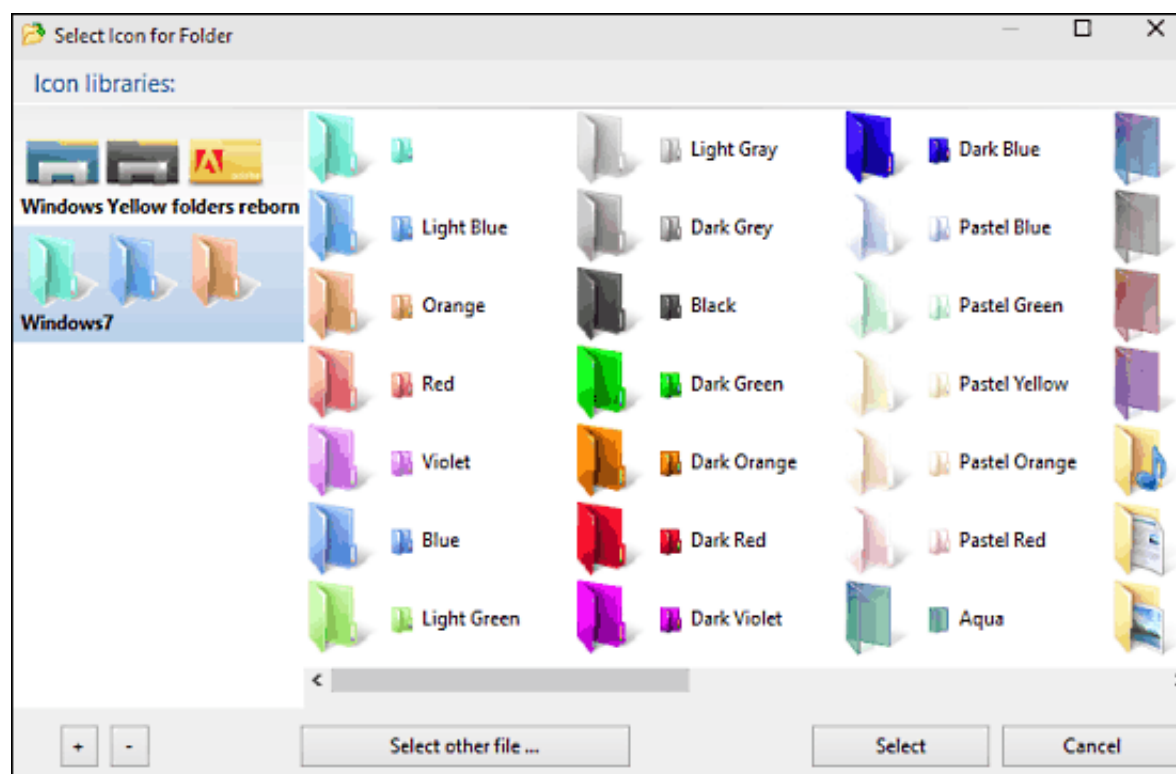 Select Icon for Folder
Icon libraries:
Windows Yellow folders reborn
Windows7
Light Blue
Orange
Red
Violet
Blue
Light Green
Light Gray
Dark Grey
Black
Dark Green
Dark Orange
Dark Red
Dark Violet
Dark Blue
Pastel Blue
Pastel Green
Pastel Yellow
Pastel Orange
Pastel Red
Aqua
+ -
Select other file ...
Select
Cancel